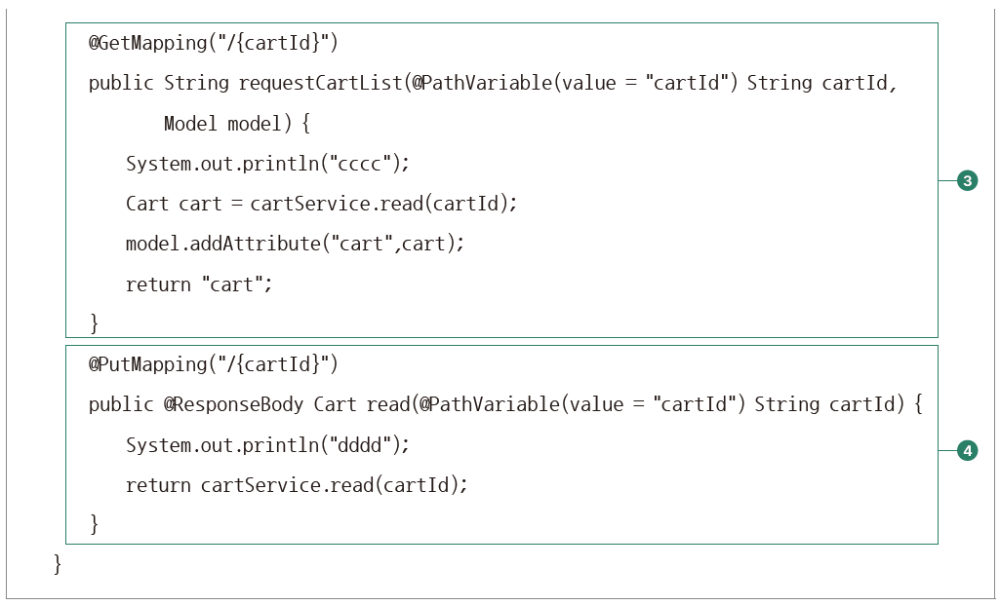 @GetMapping("/{cartId}")
public String requestCartList(@PathVariable(value = "cartId") String cartId,
Model model) {
System.out.println("cccc");
Cart cart = cartService.read(cartId);
model.addAttribute("cart",cart);
return "cart";
}
3
@PutMapping("/{cartId}")
public @ResponseBody Cart read(@PathVariable(value = "cartId") String cartId) {
System.out.println("dddd");
return cartService.read(cartId);
}
4
}